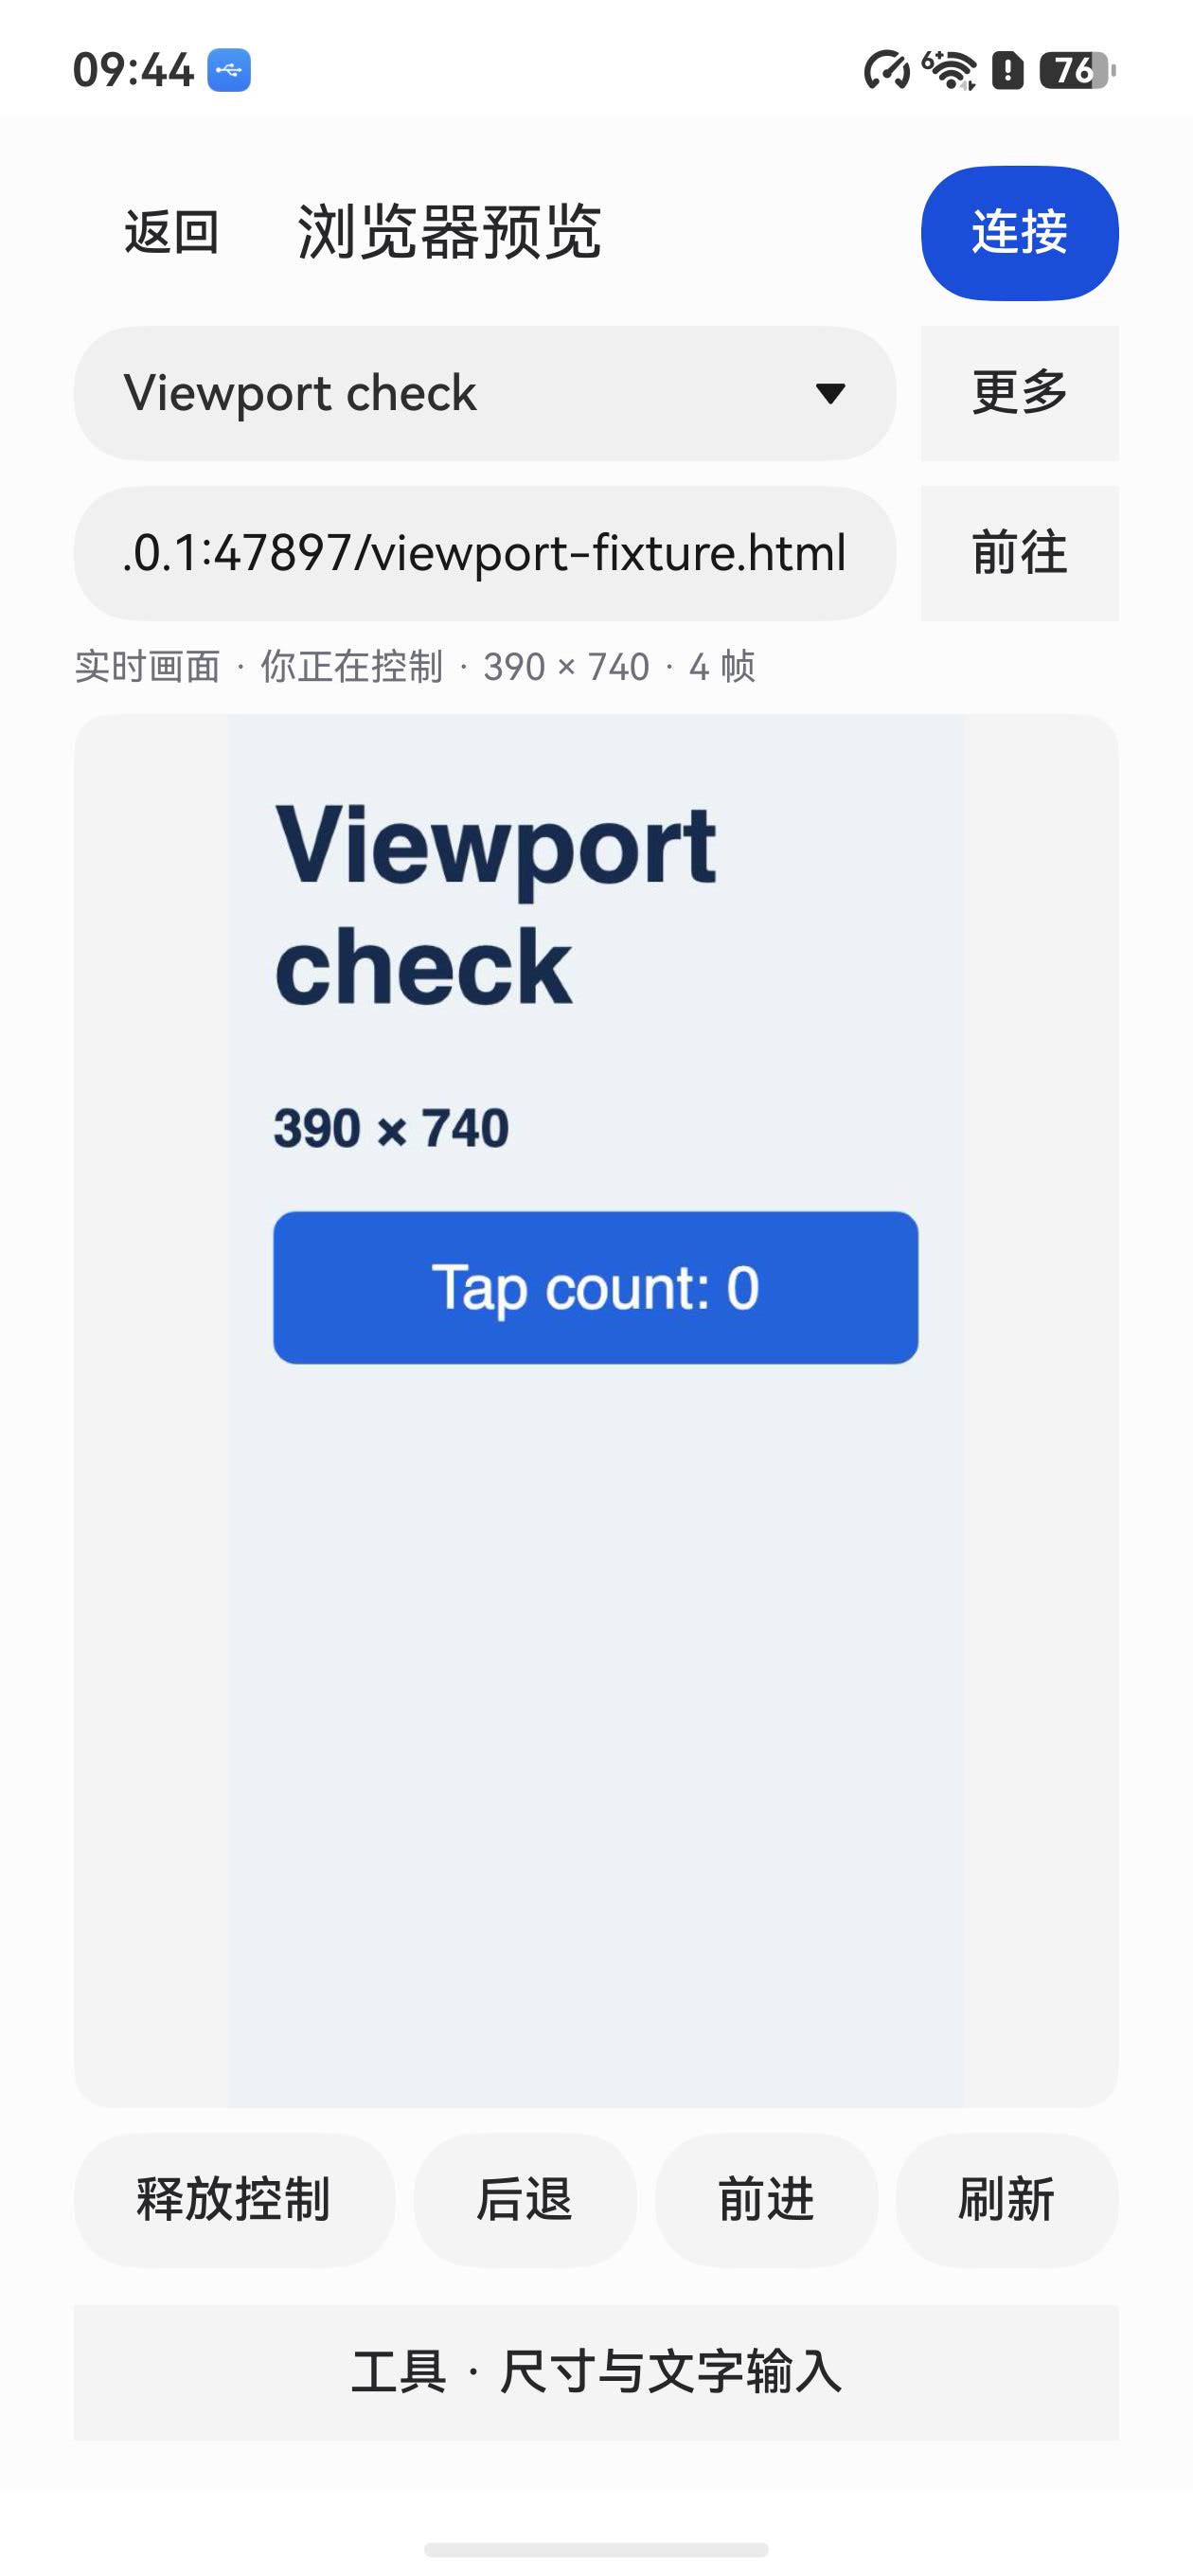 09:44
6+
76
返回
浏览器预览
连接
Viewport check
更多
.0.1:47897/viewport-fixture.html
前往
实时画面 · 你正在控制 · 390 × 740 · 4 帧
Viewport
check
390 × 740
Tap count: 0
释放控制
后退
前进
刷新
工具 · 尺寸与文字输入